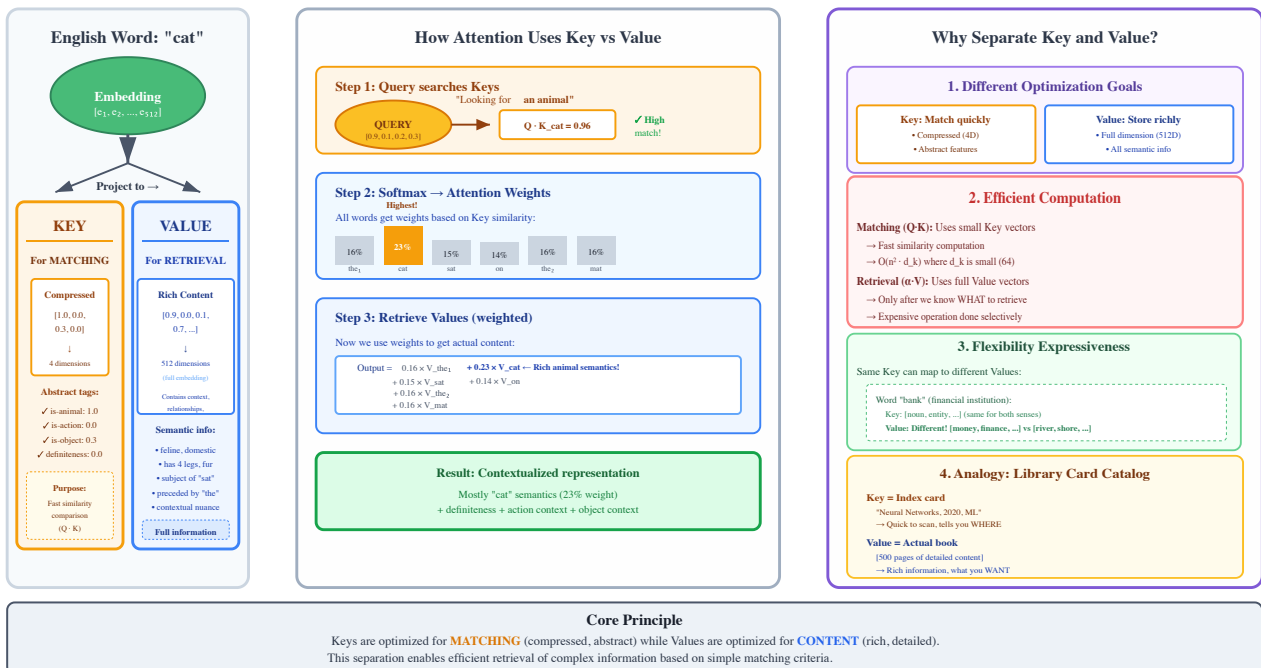 English Word: "cat"
Embedding
[e₁, e₂, ..., e₅₁₂]
Project to →
KEY
For MATCHING
Compressed
[1.0, 0.0,
0.3, 0.0]
↓
4 dimensions
Abstract tags:
✓ is-animal: 1.0
✓ is-action: 0.0
✓ is-object: 0.3
✓ definiteness: 0.0
Purpose:
Fast similarity
comparison
(Q · K)
VALUE
For RETRIEVAL
Rich Content
[0.9, 0.0, 0.1,
0.7, ...]
↓
512 dimensions
(full embedding)
Contains context,
relationships,
Semantic info:
• feline, domestic
• has 4 legs, fur
• subject of "sat"
• preceded by "the"
• contextual nuance
Full information
How Attention Uses Key vs Value
Step 1: Query searches Keys
"Looking for an animal"
QUERY
[0.9, 0.1, 0.2, 0.3]
Q · K_cat = 0.96
✓ High
match!
Step 2: Softmax → Attention Weights
Highest!
All words get weights based on Key similarity:
16% 23% 15% 14% 16% 16%
the₁ cat sat on the₂ mat
Step 3: Retrieve Values (weighted)
Now we use weights to get actual content:
Output = 0.16 × V_the₁ + 0.23 × V_cat ← Rich animal semantics!
+ 0.15 × V_sat + 0.14 × V_on
+ 0.16 × V_the₂
+ 0.16 × V_mat
Result: Contextualized representation
Mostly "cat" semantics (23% weight)
+ definiteness + action context + object context
Why Separate Key and Value?
1. Different Optimization Goals
Key: Match quickly
• Compressed (4D)
• Abstract features
Value: Store richly
• Full dimension (512D)
• All semantic info
2. Efficient Computation
Matching (Q·K): Uses small Key vectors
→ Fast similarity computation
→ O(n² · d_k) where d_k is small (64)
Retrieval (α·V): Uses full Value vectors
→ Only after we know WHAT to retrieve
→ Expensive operation done selectively
3. Flexibility Expressiveness
Same Key can map to different Values:
Word "bank" (financial institution):
Key: [noun, entity, ...] (same for both senses)
Value: Different! [money, finance, ...] vs [river, shore, ...]
4. Analogy: Library Card Catalog
Key = Index card
"Neural Networks, 2020, ML"
→ Quick to scan, tells you WHERE
Value = Actual book
[500 pages of detailed content]
→ Rich information, what you WANT
Core Principle
Keys are optimized for MATCHING (compressed, abstract) while Values are optimized for CONTENT (rich, detailed).
This separation enables efficient retrieval of complex information based on simple matching criteria.